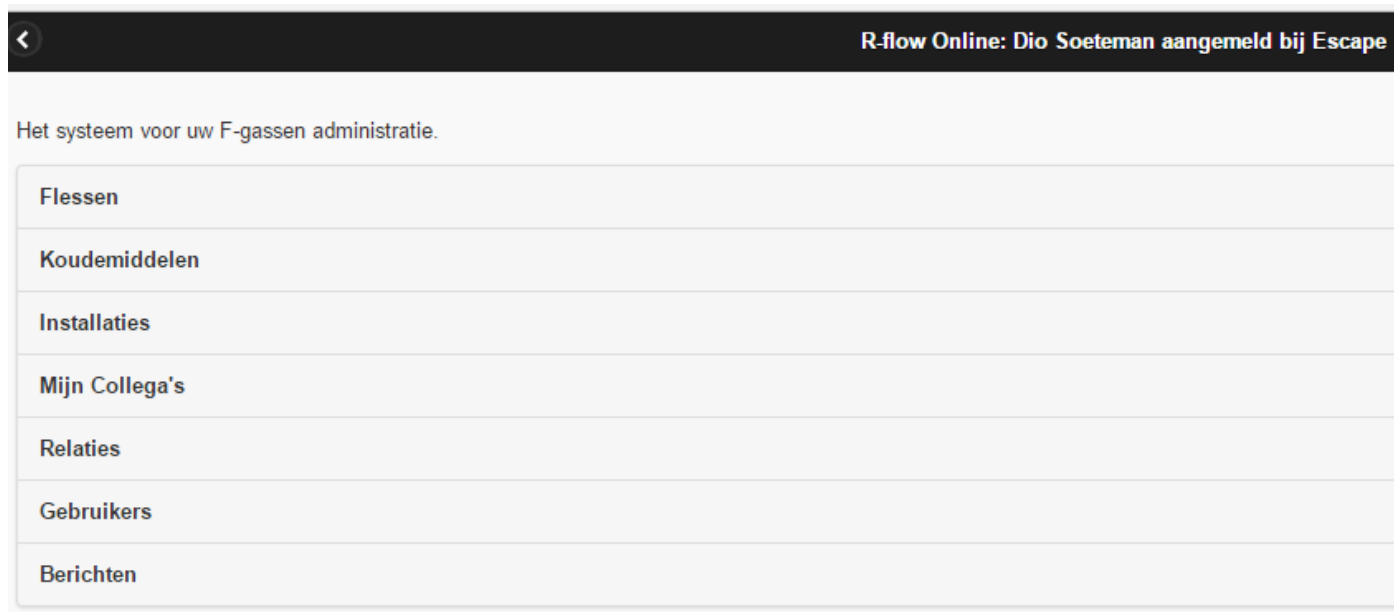 R-flow Online: Dio Soeteman aangemeld bij Escape
Het systeem voor uw F-gassen administratie.
Flessen
Koudemiddelen
Installaties
Mijn Collega's
Relaties
Gebruikers
Berichten